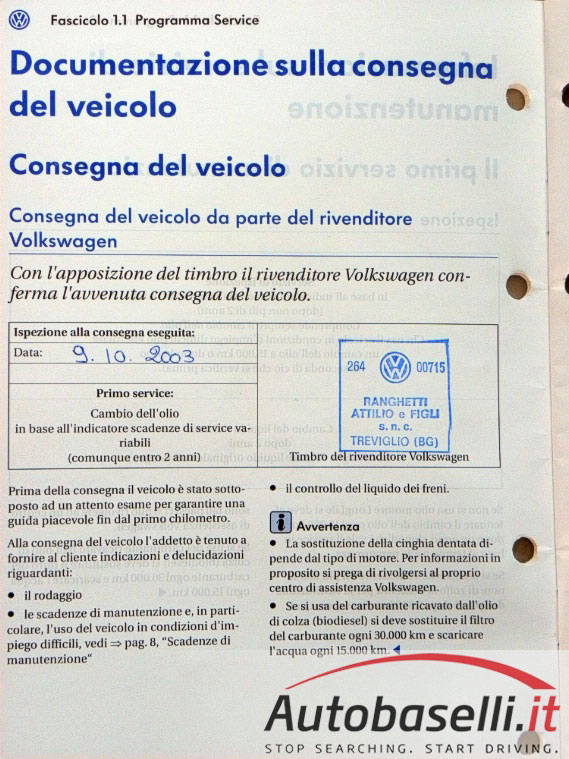 Fascicolo 1.1 Programma Service
Documentazione sulla consegna
del veicolo
Consegna del veicolo
Consegna del veicolo da parte del rivenditore
Volkswagen
Con l'apposizione del timbro il rivenditore Volkswagen con-
ferma l'avvenuta consegna del veicolo.
Ispezione alla consegna eseguita:
Data: 9. 10. 2003
Primo service:
Cambio dell'olio
in base all'indicatore scadenze di service va-
riabili
(comunque entro 2 anni)
264 00715
RANGHETTI
ATTILIO e FIGLI
s.n.c.
TREVIGLIO (BG)
Timbro del rivenditore Volkswagen
Prima della consegna il veicolo è stato sotto-
posto ad un attento esame per garantire una
guida piacevole fin dal primo chilometro.
Alla consegna del veicolo l'addetto è tenuto a
fornire al cliente indicazioni e delucidazioni
riguardanti:
• il rodaggio
• le scadenze di manutenzione e, in parti-
colare, l'uso del veicolo in condizioni d'im-
piego difficili, vedi ⇒ pag. 8, "Scadenze di
manutenzione"
• il controllo del liquido dei freni.
i Avvertenza
• La sostituzione della cinghia dentata di-
pende dal tipo di motore. Per informazioni in
proposito si prega di rivolgersi al proprio
centro di assistenza Volkswagen.
• Se si usa del carburante ricavato dall'olio
di colza (biodiesel) si deve sostituire il filtro
del carburante ogni 30.000 km e scaricare
l'acqua ogni 15.000 km.
Autobaselli.it
STOP SEARCHING. START DRIVING.